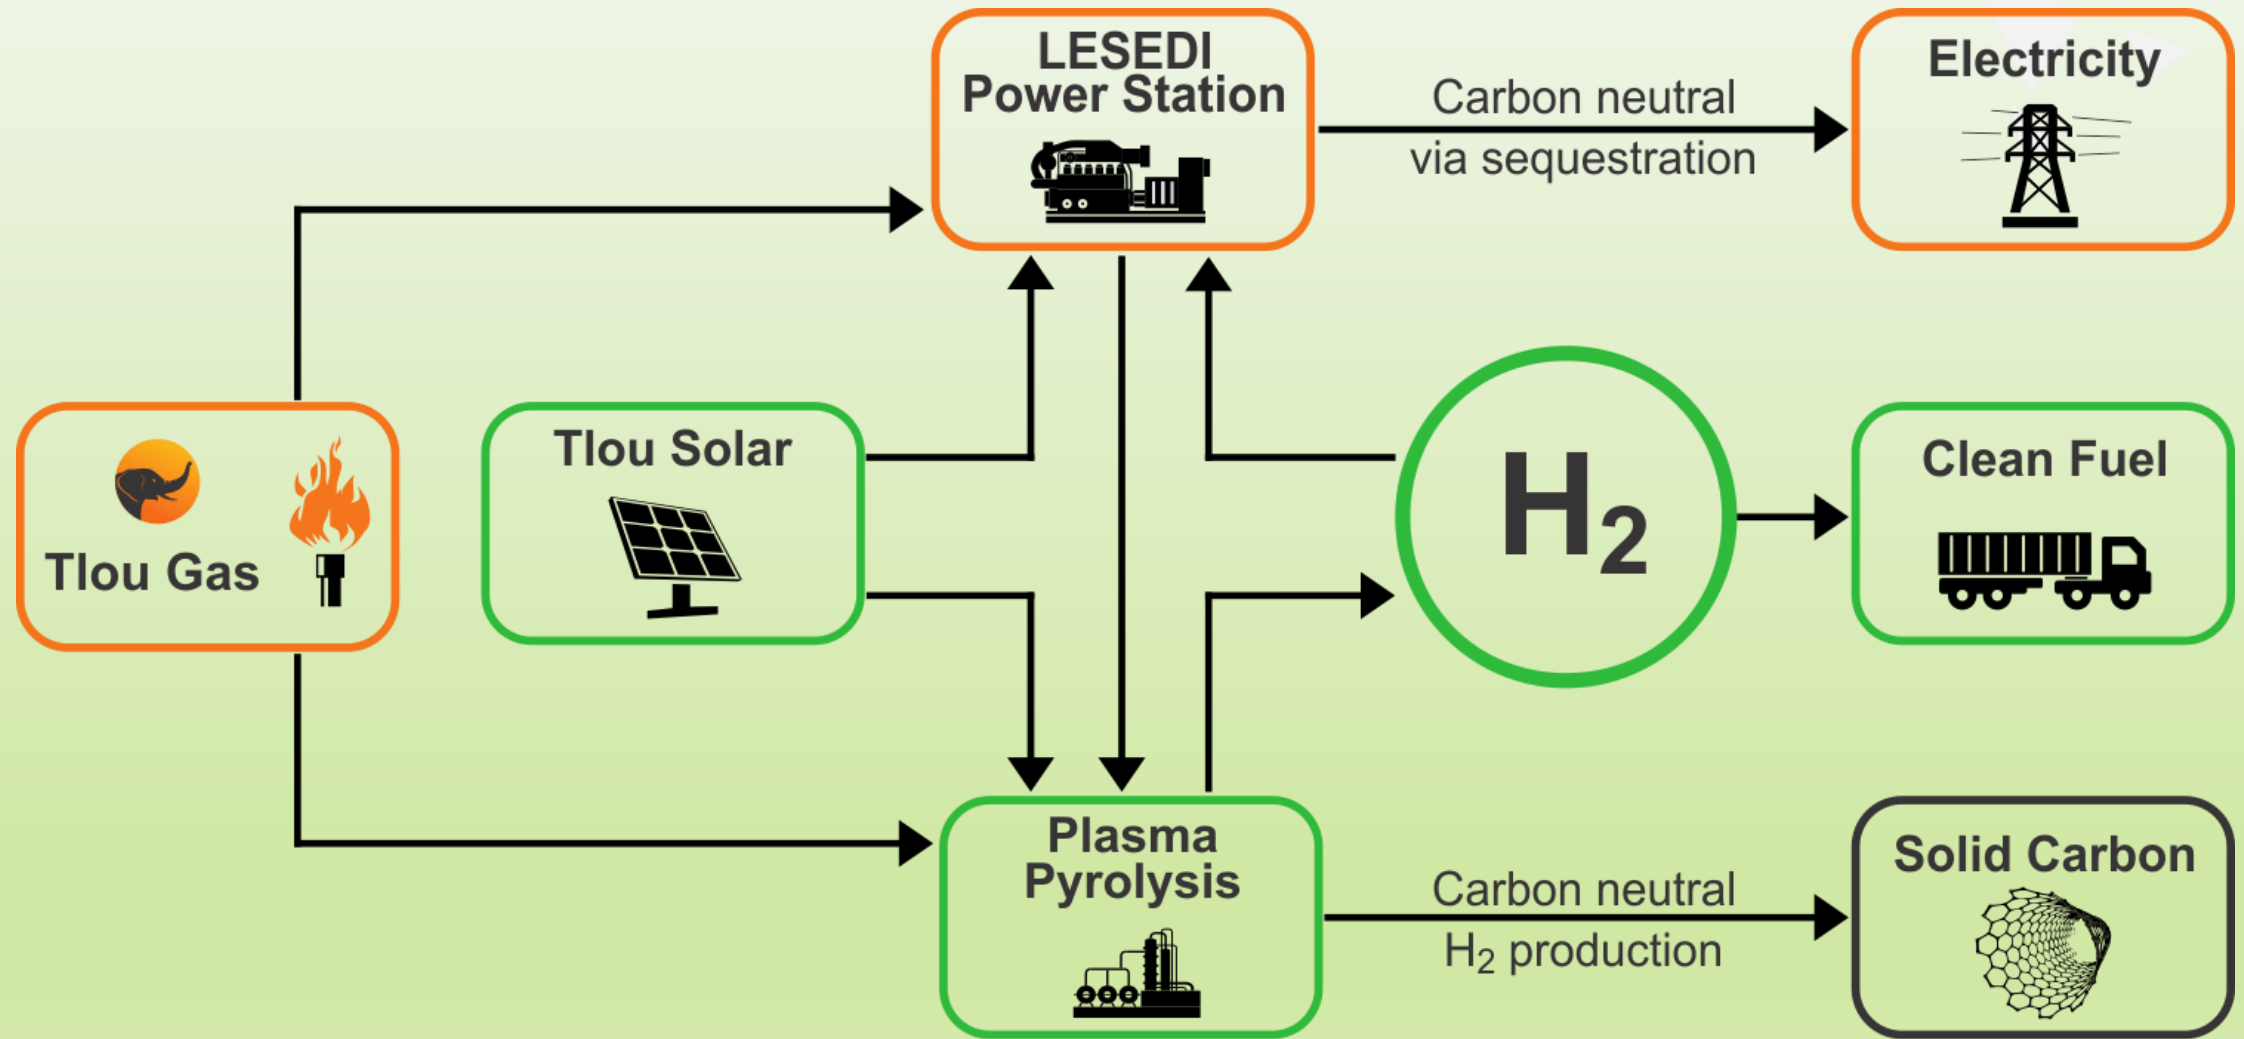 LESEDI
Power Station
Carbon neutral
via sequestration
Electricity
Tlou Gas
Tlou Solar
H₂
Clean Fuel
Plasma
Pyrolysis
Carbon neutral
H₂ production
Solid Carbon